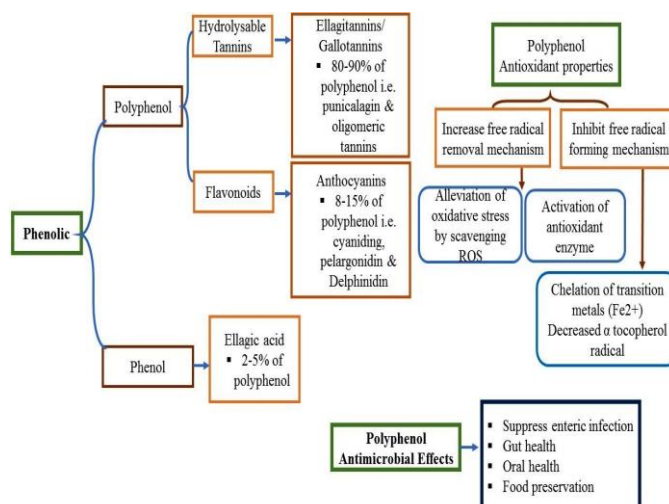 Hydrolysable
Tannins
Ellagitannins/
Gallotannins
▪ 80-90% of
polyphenol i.e.
punicalagin &
oligomeric
tannins
Polyphenol
Flavonoids
Anthocyanins
▪ 8-15% of
polyphenol i.e.
cyaniding,
pelargonidin &
Delphinidin
Phenolic
Phenol
Ellagic acid
▪ 2-5% of
polyphenol
Polyphenol
Antioxidant properties
Increase free radical
removal mechanism
Inhibit free radical
forming mechanism
Alleviation of
oxidative stress
by scavenging
ROS
Activation of
antioxidant
enzyme
Chelation of transition
metals (Fe2+)
Decreased α tocopherol
radical
Polyphenol
Antimicrobial Effects
▪ Suppress enteric infection
▪ Gut health
▪ Oral health
▪ Food preservation